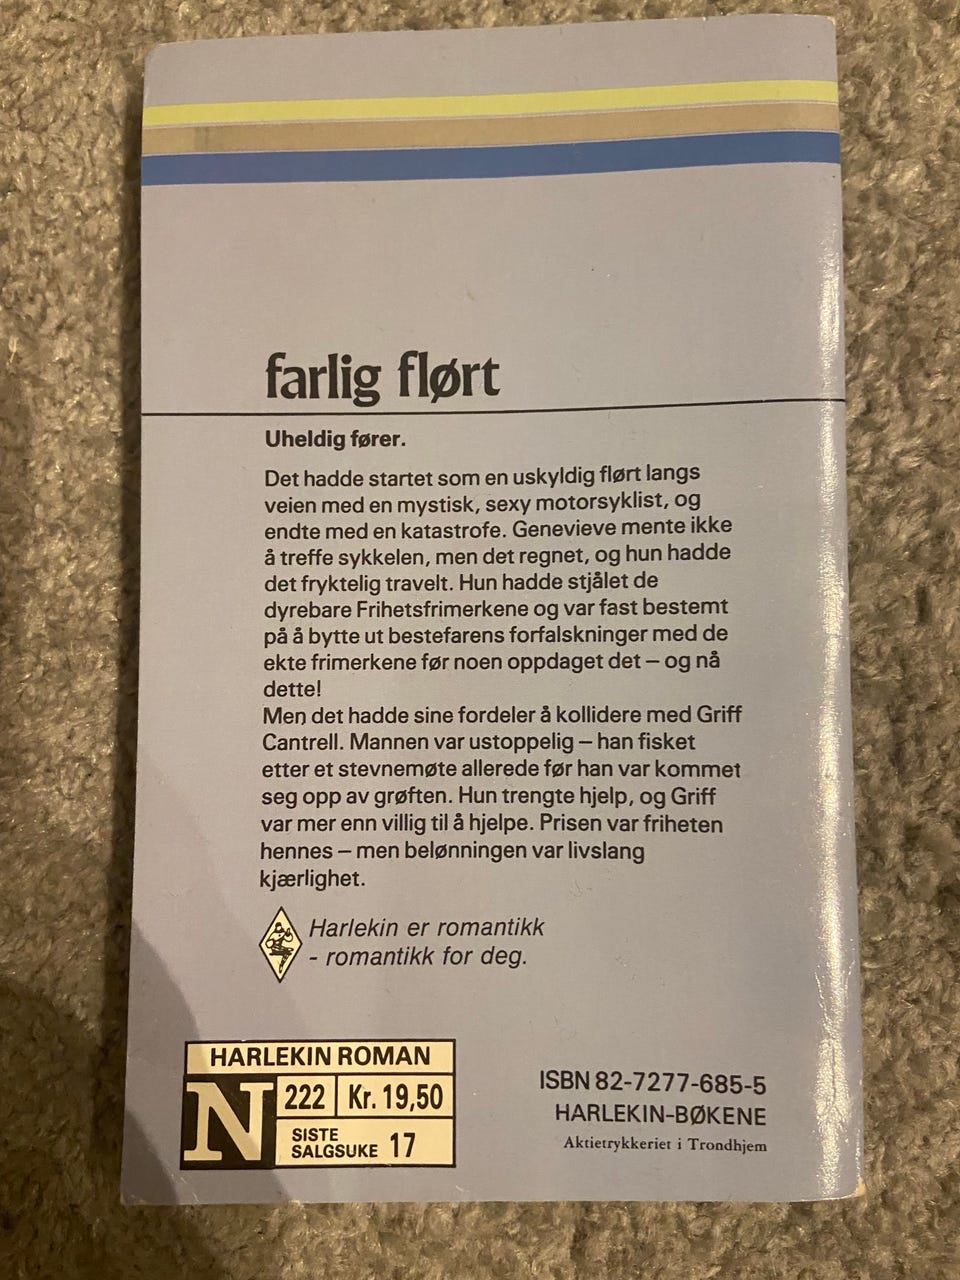 farlig flørt
Uheldig fører.
Det hadde startet som en uskyldig flørt langs
veien med en mystisk, sexy motorsyklist, og
endte med en katastrofe. Genevieve mente ikke
å treffe sykkelen, men det regnet, og hun hadde
det fryktelig travelt. Hun hadde stjålet de
dyrebare Frihetsfrimerkene og var fast bestemt
på å bytte ut bestefarens forfalskninger med de
ekte frimerkene før noen oppdaget det – og nå
dette!
Men det hadde sine fordeler å kollidere med Griff
Cantrell. Mannen var ustoppelig – han fisket
etter et stevnemøte allerede før han var kommet
seg opp av grøften. Hun trengte hjelp, og Griff
var mer enn villig til å hjelpe. Prisen var friheten
hennes – men belønningen var livslang
kjærlighet.
Harlekin er romantikk
- romantikk for deg.
HARLEKIN ROMAN
N 222 Kr. 19,50
SISTE
SALGSUKE 17
ISBN 82-7277-685-5
HARLEKIN-BØKENE
Aktietrykkeriet i Trondhjem